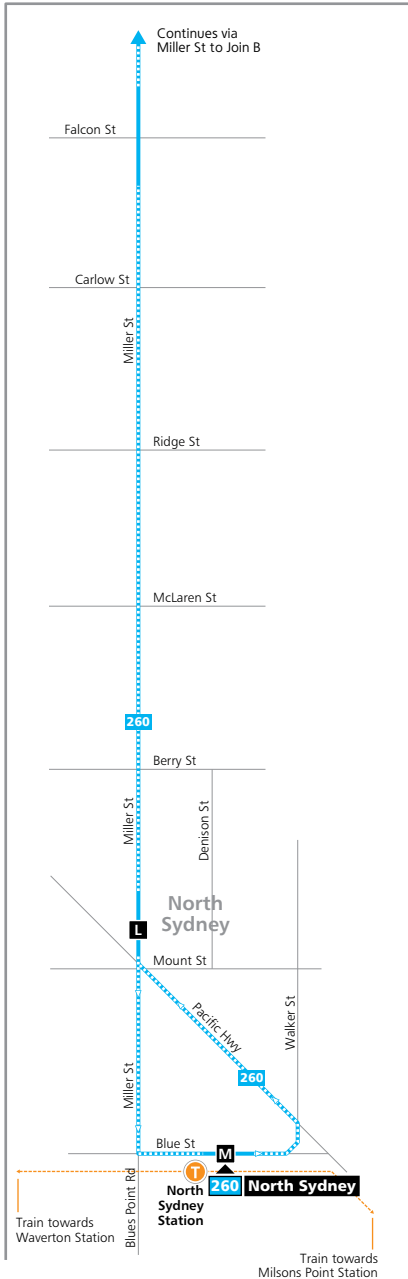 Continues via
Miller St to Join B
Falcon St
Carlow St
Miller St
Ridge St
McLaren St
260
Berry St
Miller St
Denison St
North
Sydney
L
Mount St
Pacific Hwy
Walker St
260
Miller St
Blue St
M
T
260 North Sydney
North
Sydney
Station
Blues Point Rd
Train towards
Waverton Station
Train towards
Milsons Point Station